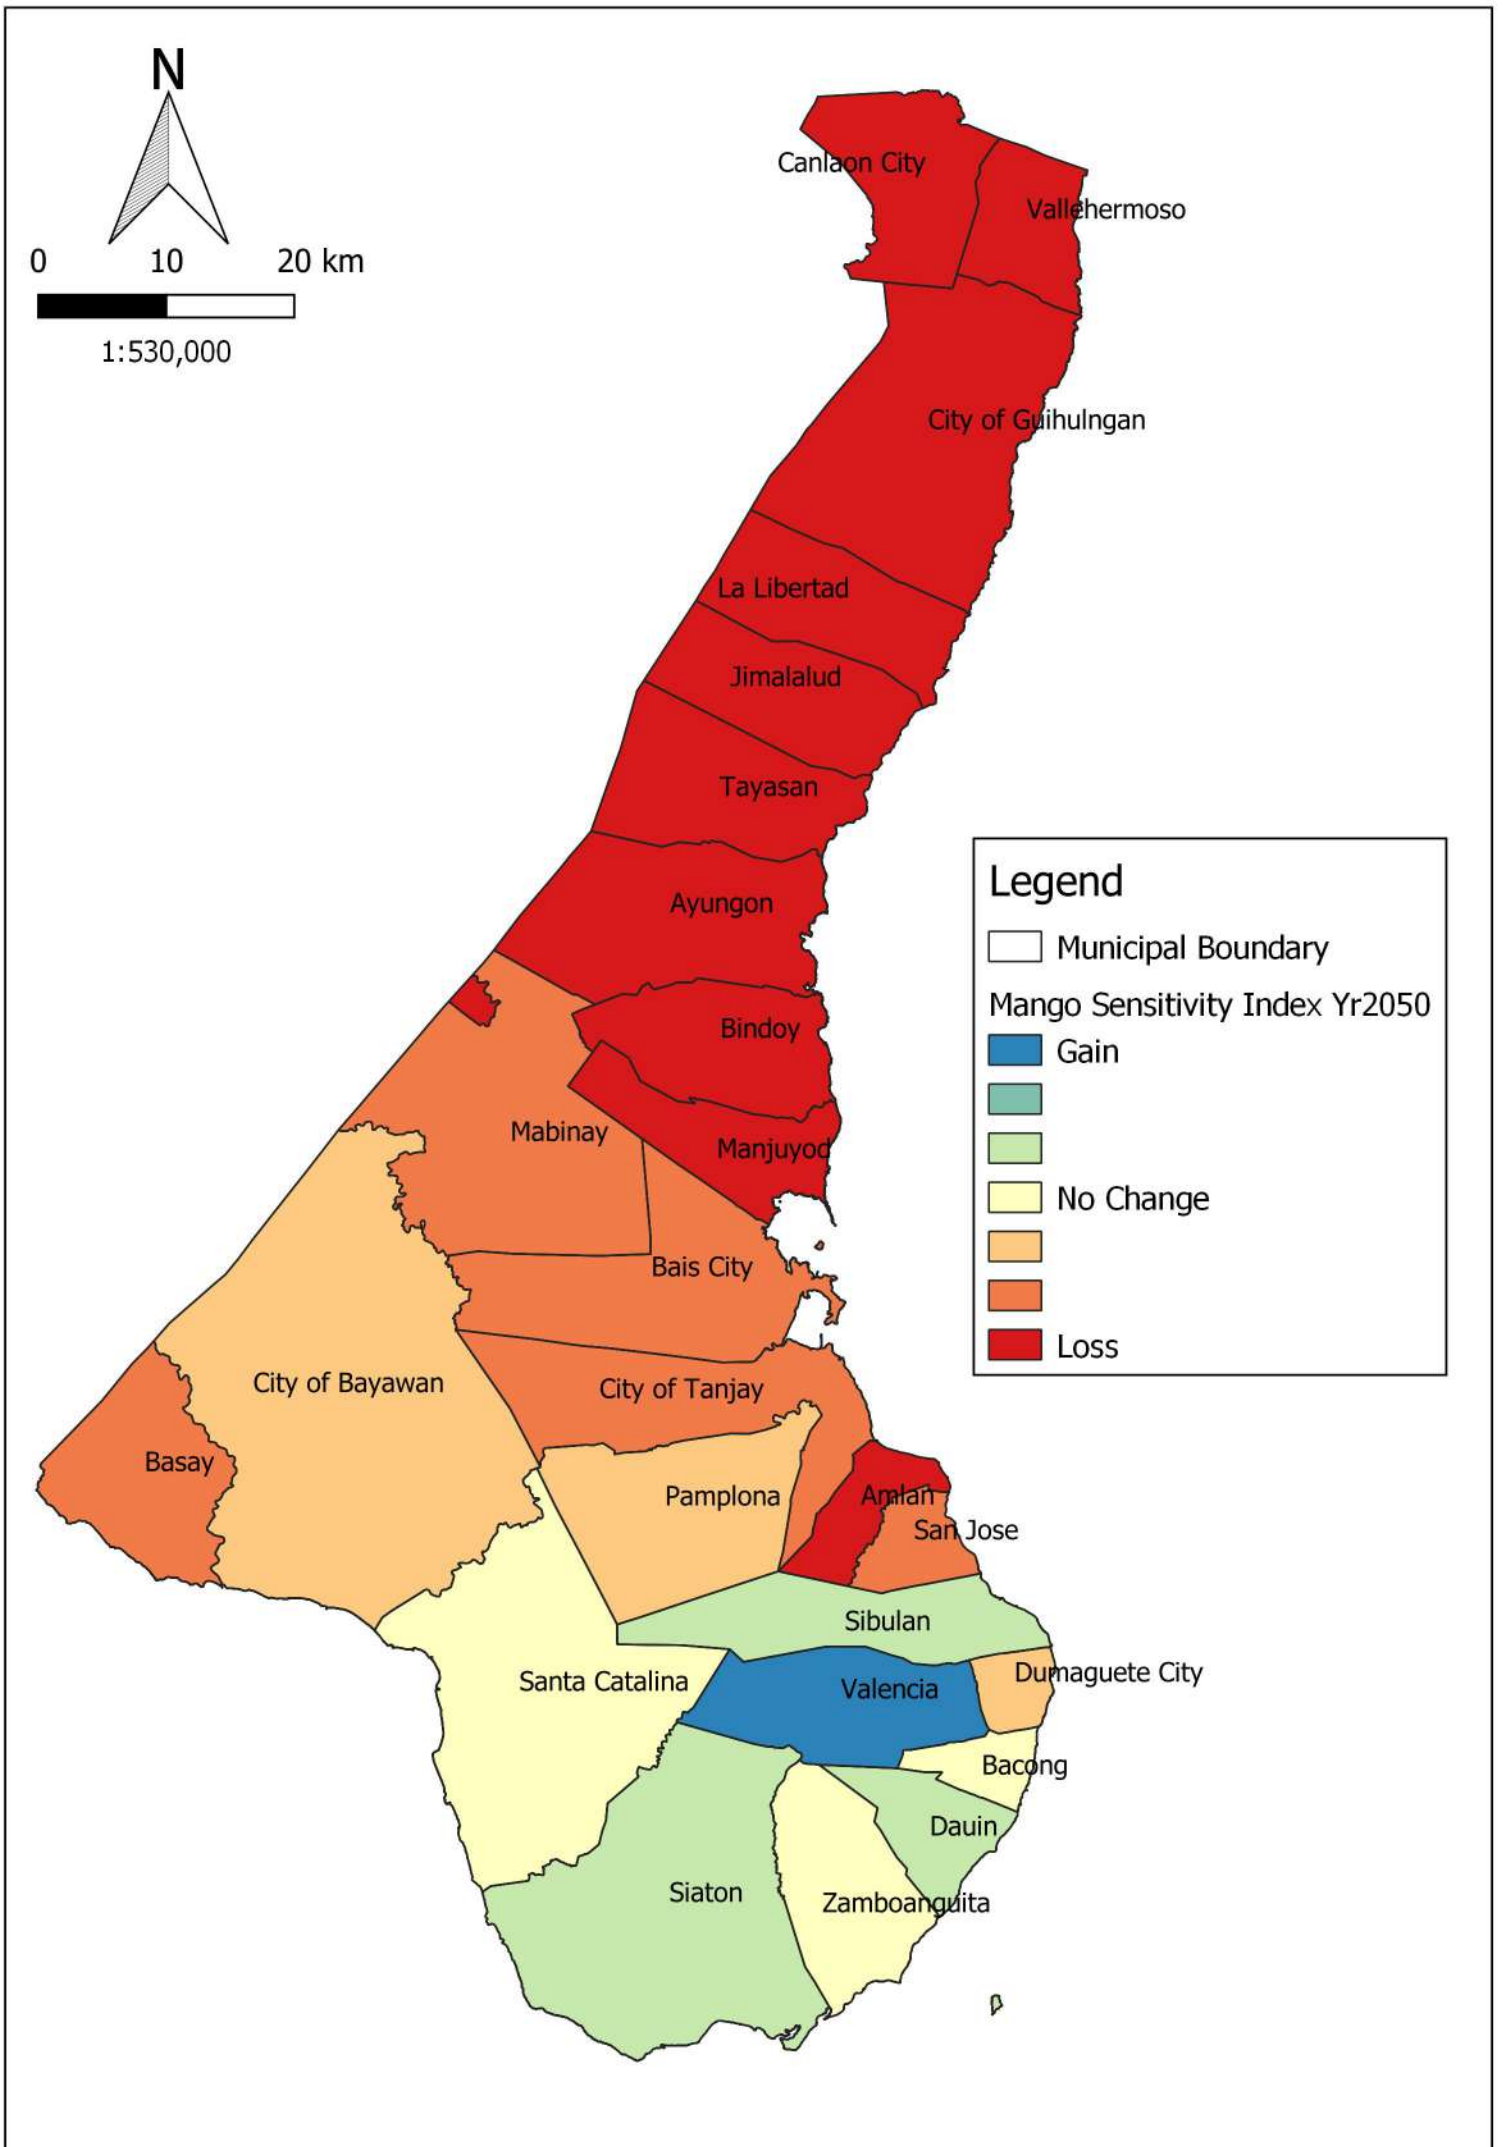 N
0 10 20 km
1:530,000
Canlaon City
Vallehermoso
City of Guihulngan
La Libertad
Jimalalud
Tayasan
Ayungon
Bindoy
Mabinay
Manjuyod
Bais City
City of Bayawan
City of Tanjay
Basay
Pamplona
Amlan
San Jose
Sibulan
Dumaguete City
Santa Catalina
Valencia
Bacong
Dauin
Siaton
Zamboanguita
Legend
Municipal Boundary
Mango Sensitivity Index Yr2050
Gain
No Change
Loss